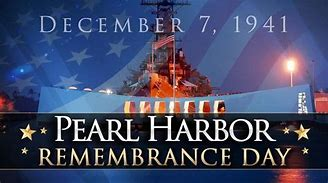 December 7, 1941
Pearl Harbor
Remembrance Day